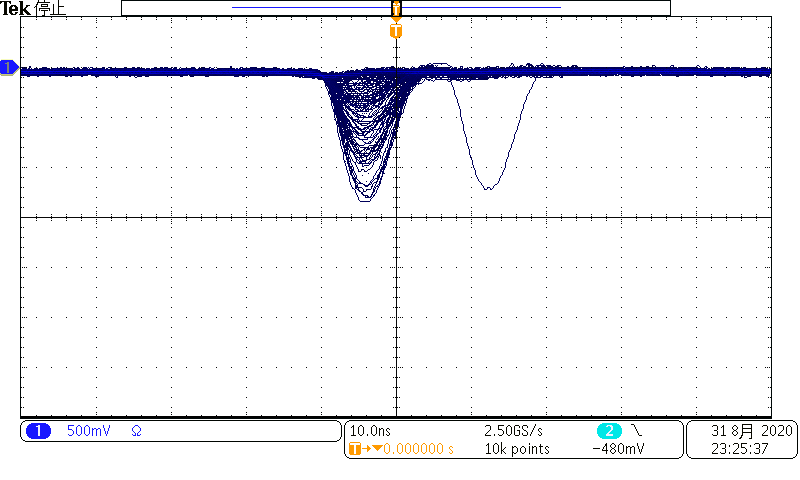 Tek 停止
T
T
1
1 500mV Ω
10.0ns 2.50GS/s 2
T→▼0.000000 s 10k points −480mV
31 8月 2020
23:25:37